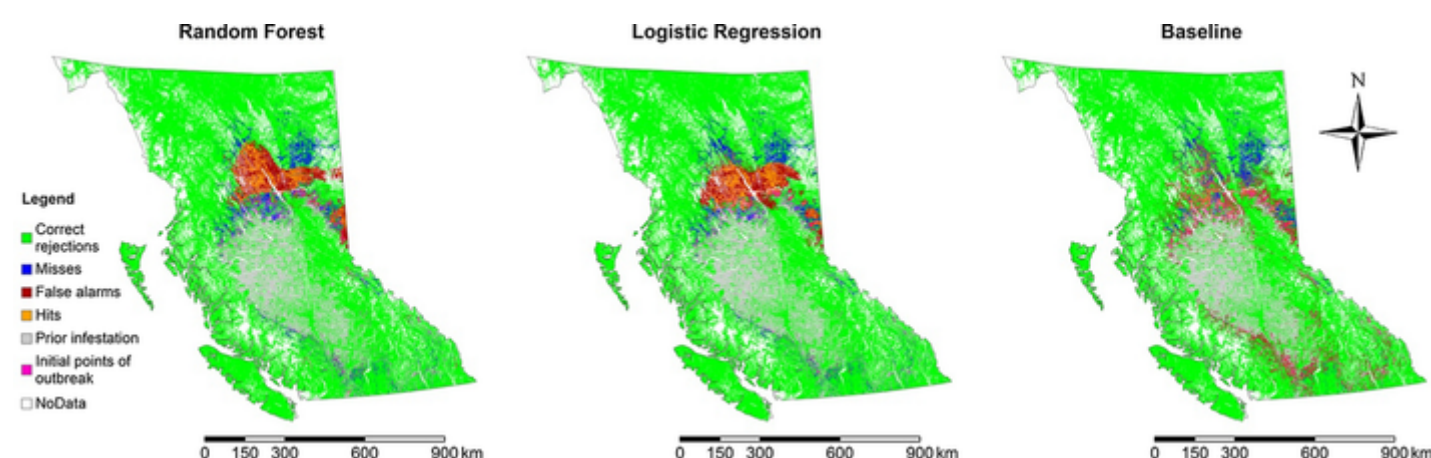 Random Forest
Logistic Regression
Baseline
N
Legend
Correct
rejections
Misses
False alarms
Hits
Prior infestation
Initial points of
outbreak
NoData
0 150 300 600 900 km
0 150 300 600 900 km
0 150 300 600 900 km